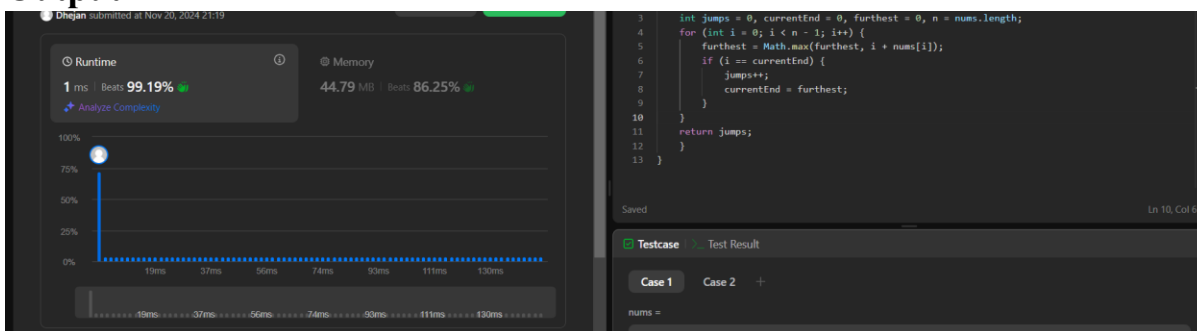 Dhejan submitted at Nov 20, 2024 21:19
Runtime
1 ms | Beats 99.19%
Analyze Complexity
Memory
44.79 MB | Beats 86.25%
100%
75%
50%
25%
0%
19ms 37ms 56ms 74ms 93ms 111ms 130ms
19ms 37ms 56ms 74ms 93ms 111ms 130ms
3 int jumps = 0, currentEnd = 0, furthest = 0, n = nums.length;
4 for (int i = 0; i < n - 1; i++) {
5 furthest = Math.max(furthest, i + nums[i]);
6 if (i == currentEnd) {
7 jumps++;
8 currentEnd = furthest;
9 }
10 }
11 return jumps;
12 }
13 }
Saved
Ln 10, Col 6
Testcase | >_ Test Result
Case 1 Case 2 +
nums =